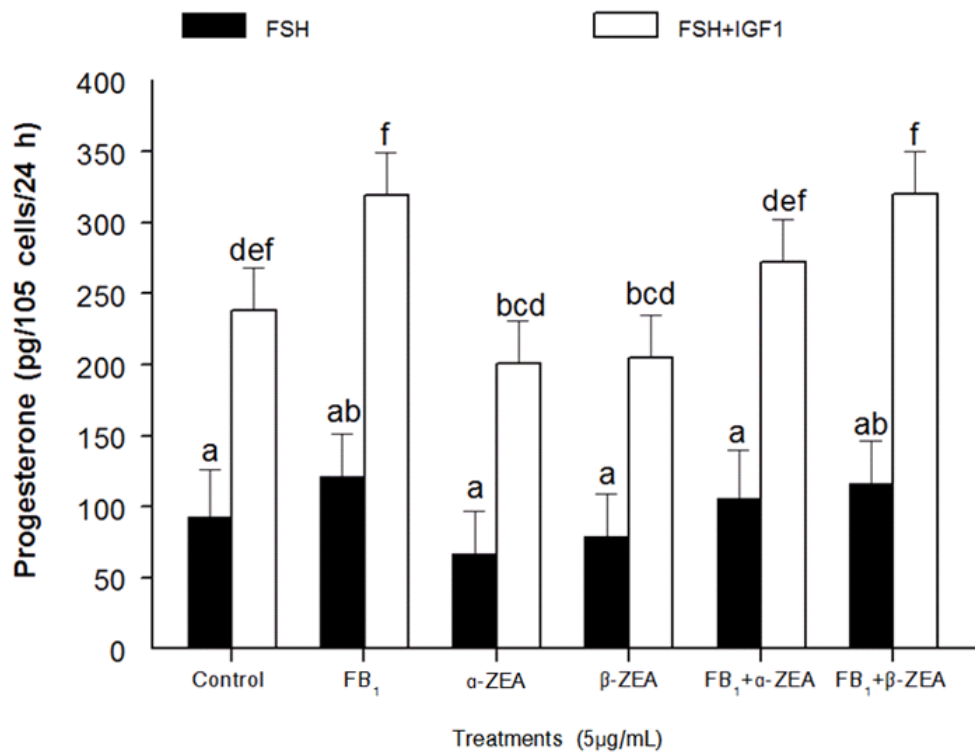 FSH FSH+IGF1
Progesterone (pg/105 cells/24 h)
400
350
300
250
200
150
100
50
0
a def
ab f
a bcd
a bcd
a def
ab f
Control FB₁ α-ZEA β-ZEA FB₁+α-ZEA FB₁+β-ZEA
Treatments (5µg/mL)